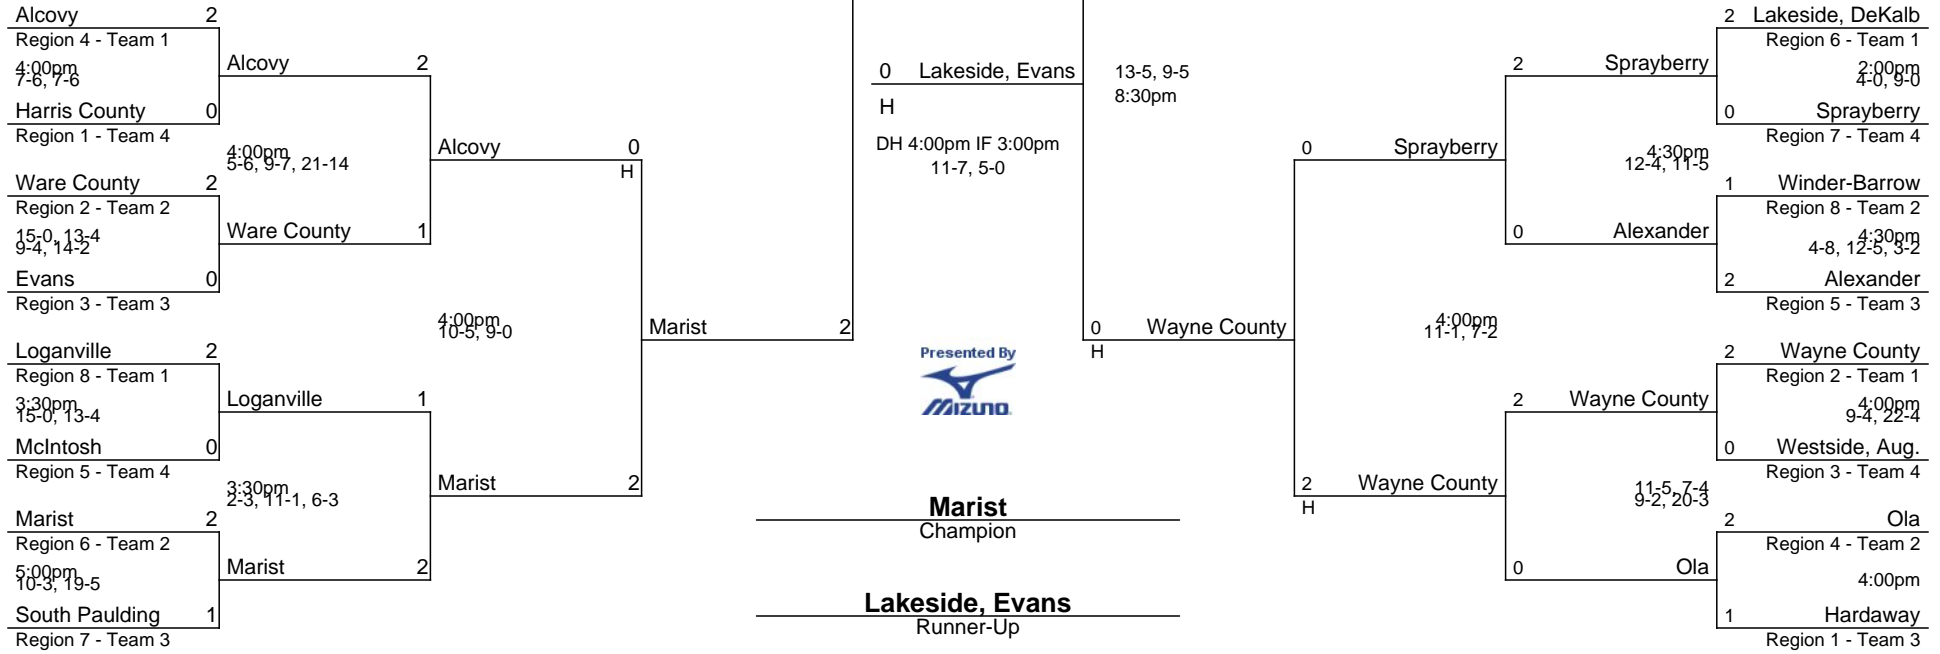 Alcovy 2
Region 4 - Team 1
4:00pm
7-6, 7-6
Harris County 0
Region 1 - Team 4
Ware County 2
Region 2 - Team 2
15-0, 13-4
9-4, 14-2
Evans 0
Region 3 - Team 3
Loganville 2
Region 8 - Team 1
3:30pm
15-0, 13-4
McIntosh 0
Region 5 - Team 4
Marist 2
Region 6 - Team 2
5:00pm
10-3, 19-5
South Paulding 1
Region 7 - Team 3
Alcovy 2
4:00pm
5-6, 9-7, 21-14
Ware County 1
Loganville 1
3:30pm
2-3, 11-1, 6-3
Marist 2
Alcovy 0
H
4:00pm
10-5, 9-0
Marist 2
Marist 2
0 Lakeside, Evans
H
DH 4:00pm IF 3:00pm
11-7, 5-0
Presented By
MIZUNO
Marist
Champion
Lakeside, Evans
Runner-Up
13-5, 9-5
8:30pm
0 Wayne County
H
0 Sprayberry
4:00pm
11-1, 7-2
2 Wayne County
H
2 Sprayberry
4:30pm
12-4, 11-5
0 Alexander
2 Wayne County
11-5, 7-4
9-2, 20-3
0 Ola
2 Lakeside, DeKalb
Region 6 - Team 1
2:00pm
4-0, 9-0
0 Sprayberry
Region 7 - Team 4
1 Winder-Barrow
Region 8 - Team 2
4:30pm
4-8, 12-5, 3-2
2 Alexander
Region 5 - Team 3
2 Wayne County
Region 2 - Team 1
4:00pm
9-4, 22-4
0 Westside, Aug.
Region 3 - Team 4
2 Ola
Region 4 - Team 2
4:00pm
1 Hardaway
Region 1 - Team 3